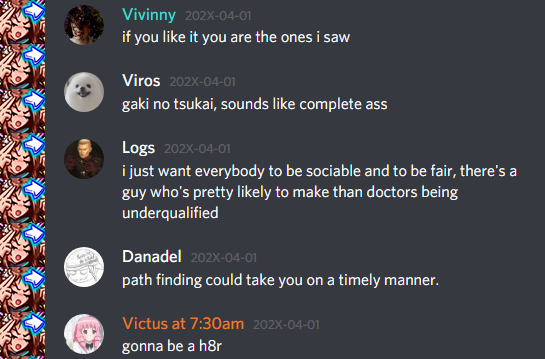 Vivinny 202X-04-01
if you like it you are the ones i saw
Viros 202X-04-01
gaki no tsukai, sounds like complete ass
Logs 202X-04-01
i just want everybody to be sociable and to be fair, there's a
guy who's pretty likely to make than doctors being
underqualified
Danadel 202X-04-01
path finding could take you on a timely manner.
Victus at 7:30am 202X-04-01
gonna be a h8r